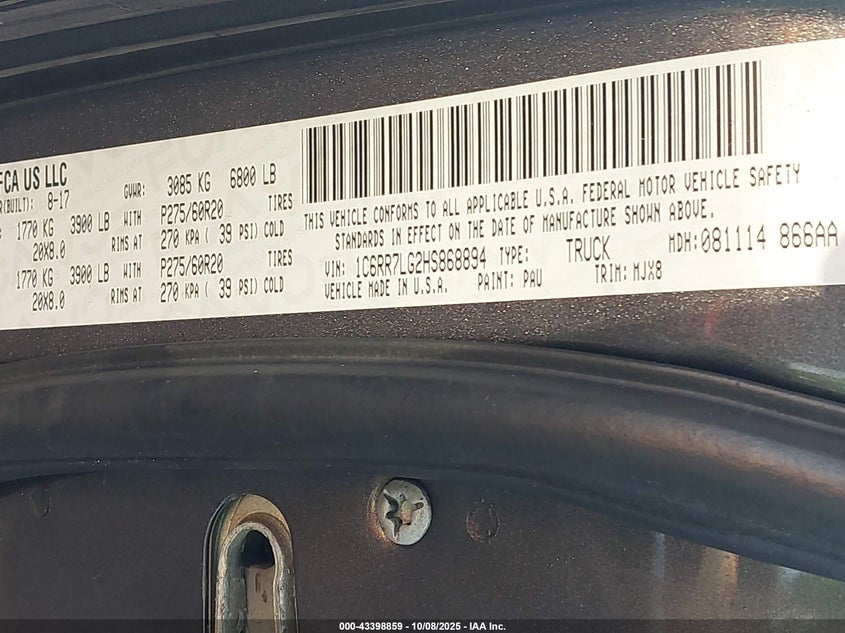 FCA US LLC
(BUILT): 8-17
GVWR: 3085 KG 6800 LB
1770 KG 3900 LB WITH P275/60R20 TIRES
20X8.0 RIMS AT 270 KPA ( 39 PSI) COLD
1770 KG 3900 LB WITH P275/60R20 TIRES
20X8.0 RIMS AT 270 KPA ( 39 PSI) COLD
THIS VEHICLE CONFORMS TO ALL APPLICABLE U.S.A. FEDERAL MOTOR VEHICLE SAFETY
STANDARDS IN EFFECT ON THE DATE OF MANUFACTURE SHOWN ABOVE.
VIN: 1C6RR7LG2HS868894 TYPE: TRUCK MDH: 081114 866AA
VEHICLE MADE IN U.S.A. PAINT: PAU TRIM: MJX8
000-43398859 - 10/08/2025 - IAA Inc.